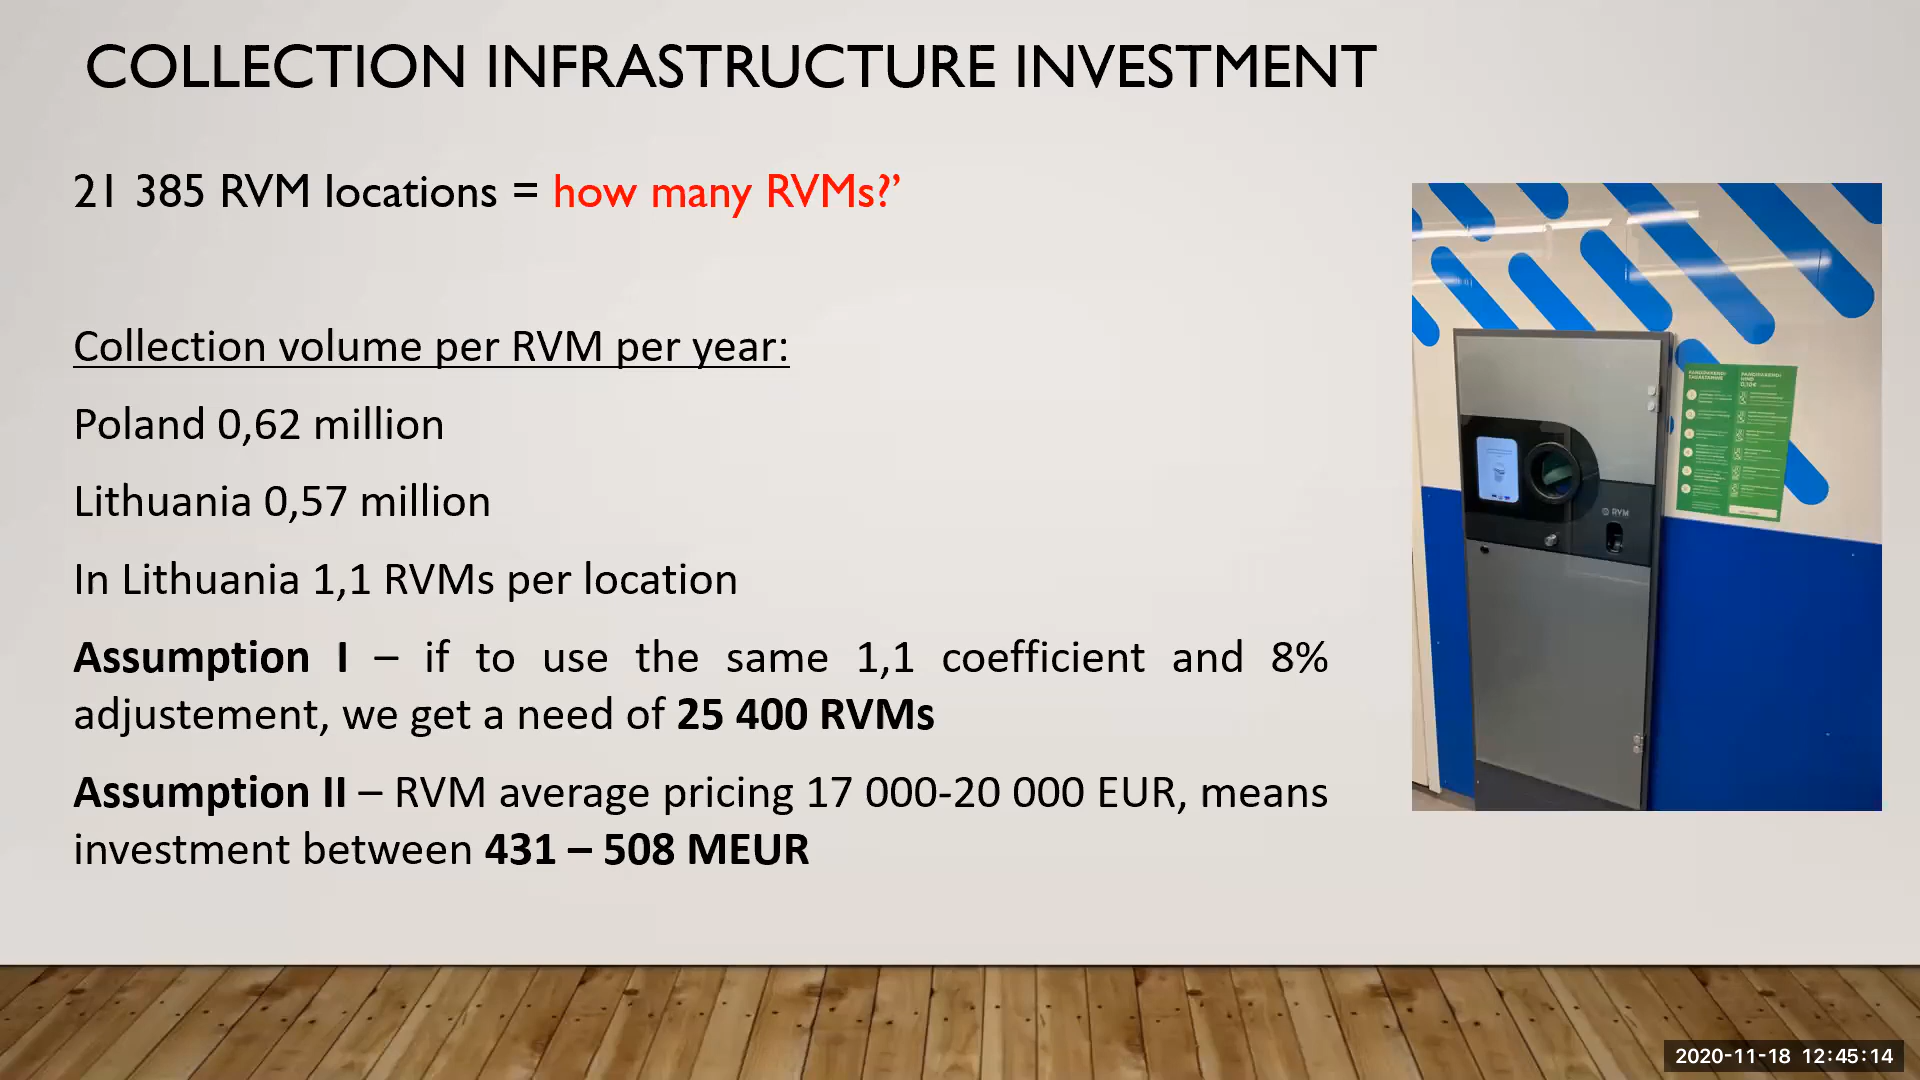 COLLECTION INFRASTRUCTURE INVESTMENT
21 385 RVM locations = how many RVMs?’
Collection volume per RVM per year:
Poland 0,62 million
Lithuania 0,57 million
In Lithuania 1,1 RVMs per location
Assumption I – if to use the same 1,1 coefficient and 8%
adjustement, we get a need of 25 400 RVMs
Assumption II – RVM average pricing 17 000-20 000 EUR, means
investment between 431 – 508 MEUR
RVM
2020-11-18 12:45:14